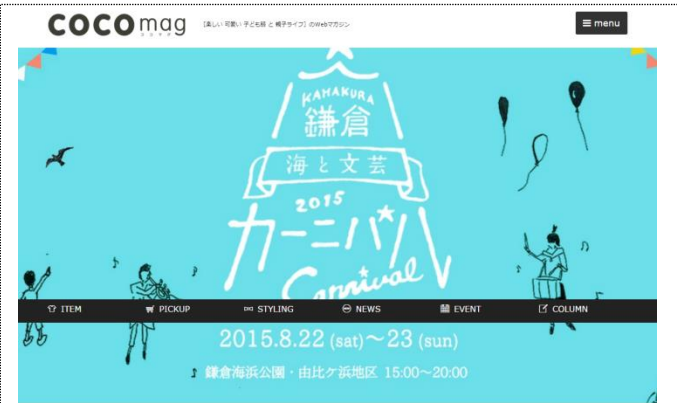 COCOmag
ココマグ
【楽しい 可愛い 子ども服 と 親子ライフ】のWebマガジン
menu
KAMAKURA
鎌倉
海と文芸
2015
カーニバル
Carnival
ITEM PICKUP STYLING NEWS EVENT COLUMN
2015.8.22 (sat)～23 (sun)
鎌倉海浜公園・由比ケ浜地区 15:00～20:00